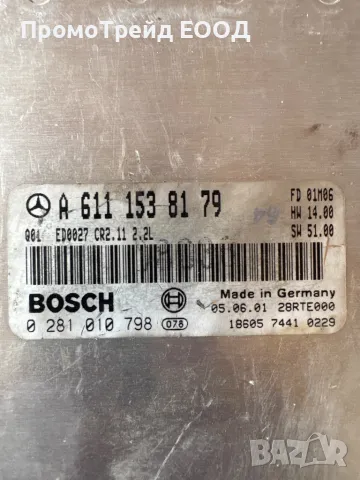 ПромоТрейд ЕООД
A 611 153 81 79
FD 01M06
HW 14.00
Q01 ED0027 CR2.11 2.2L
SW 51.00
BOSCH
Made in Germany
05.06.01 28RTE000
0 281 010 798 078
18605 7441 0229
BAZAR